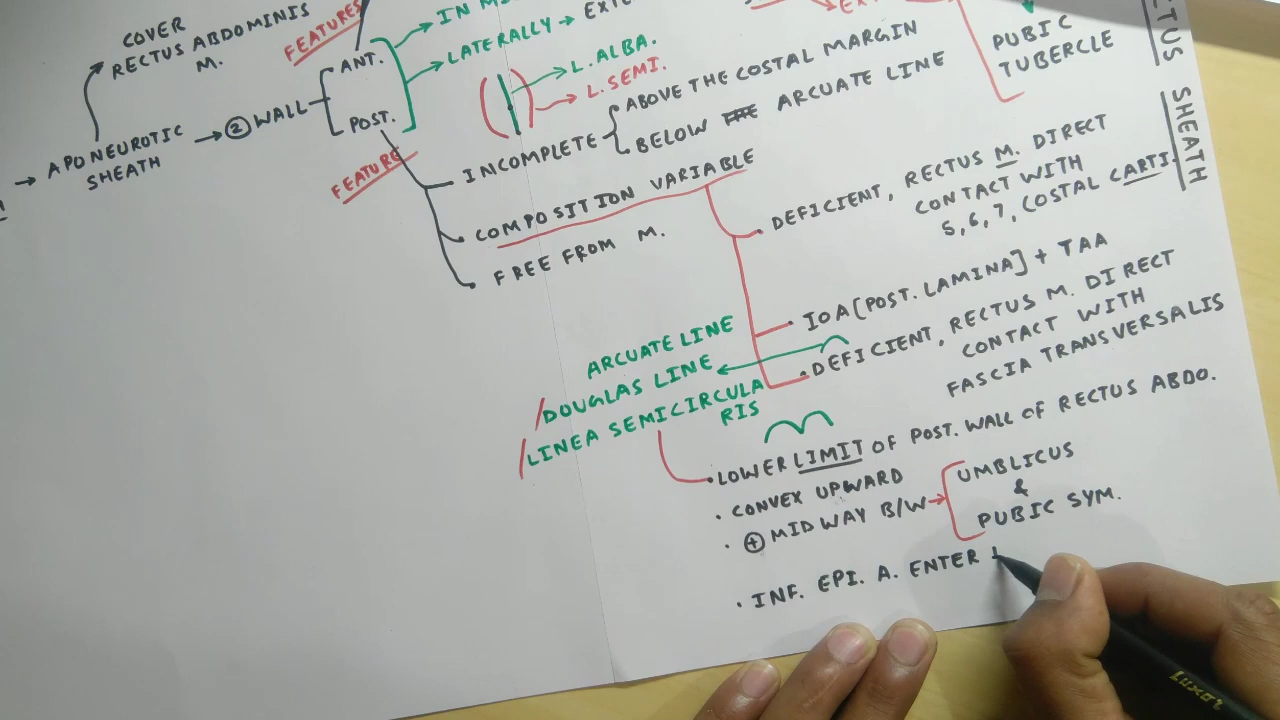 COVER
RECTUS ABDOMINIS
M.
FEATURES
→ APONEUROTIC
SHEATH
→ ② WALL
ANT.
POST.
→ IN
→ LATERALLY →
L. ALBA.
L. SEMI.
FEATURE
INCOMPLETE
ABOVE THE COSTAL MARGIN
BELOW ARCUATE LINE
COMPOSITION VARIABLE
FREE FROM M.
PUBIC
TUBERCLE
SHEATH
DEFICIENT, RECTUS M. DIRECT
CONTACT WITH
5, 6, 7, COSTAL CARTI.
IOA [POST. LAMINA] + TAA
DEFICIENT, RECTUS M. DIRECT
CONTACT WITH
FASCIA TRANSVERSALIS
ARCUATE LINE
/DOUGLAS LINE
/LINEA SEMICIRCULA
RIS
• LOWER LIMIT OF POST. WALL OF RECTUS ABDO.
• CONVEX UPWARD
• ⊕ MIDWAY B/W →
UMBLICUS
&
PUBIC SYM.
• INF. EPI. A. ENTER
Luxor